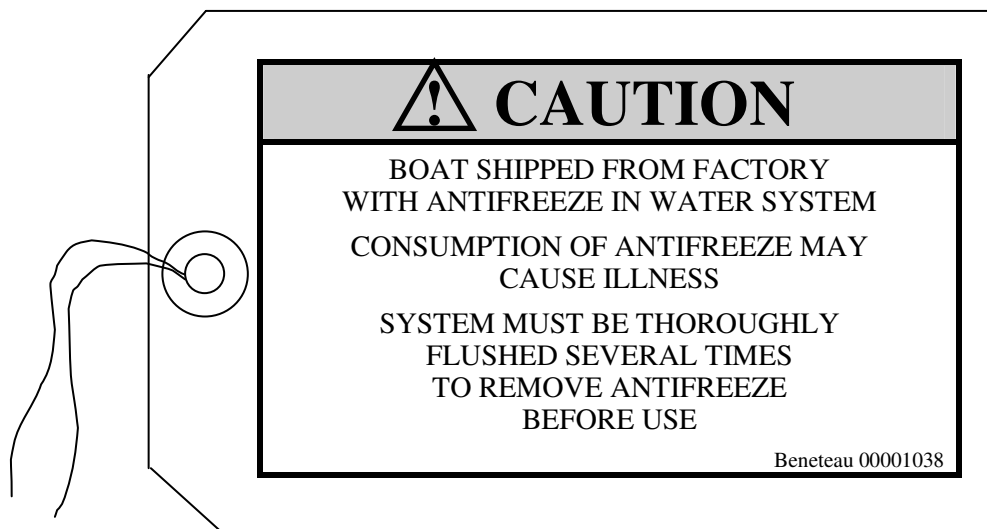 CAUTION
BOAT SHIPPED FROM FACTORY
WITH ANTIFREEZE IN WATER SYSTEM
CONSUMPTION OF ANTIFREEZE MAY
CAUSE ILLNESS
SYSTEM MUST BE THOROUGHLY
FLUSHED SEVERAL TIMES
TO REMOVE ANTIFREEZE
BEFORE USE
Beneteau 00001038